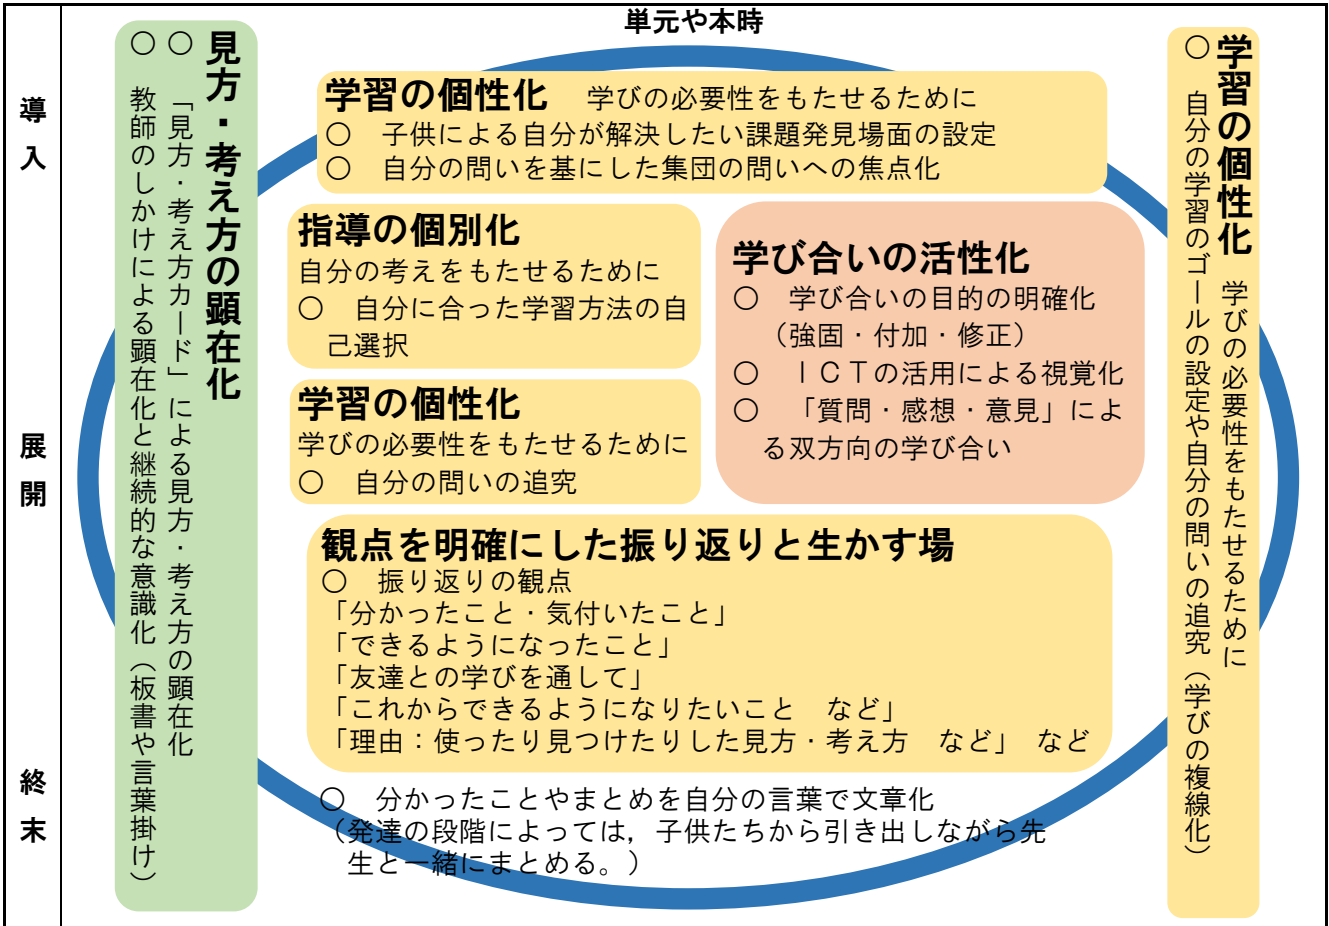 単元や本時
導
入
展
開
終
末
見方・考え方の顕在化
○ 「見方・考え方カード」による見方・考え方の顕在化
○ 教師のしかけによる顕在化と継続的な意識化（板書や言葉掛け）
学習の個性化 学びの必要性をもたせるために
○ 子供による自分が解決したい課題発見場面の設定
○ 自分の問いを基にした集団の問いへの焦点化
指導の個別化
自分の考えをもたせるために
○ 自分に合った学習方法の自
己選択
学習の個性化
学びの必要性をもたせるために
○ 自分の問いの追究
学び合いの活性化
○ 学び合いの目的の明確化
（強固・付加・修正）
○ ＩＣＴの活用による視覚化
○ 「質問・感想・意見」によ
る双方向の学び合い
観点を明確にした振り返りと生かす場
○ 振り返りの観点
「分かったこと・気付いたこと」
「できるようになったこと」
「友達との学びを通して」
「これからできるようになりたいこと など」
「理由：使ったり見つけたりした見方・考え方 など」 など
○ 分かったことやまとめを自分の言葉で文章化
（発達の段階によっては，子供たちから引き出しながら先
生と一緒にまとめる。）
学習の個性化 学びの必要性をもたせるために
○ 自分の学習のゴールの設定や自分の問いの追究（学びの複線化）